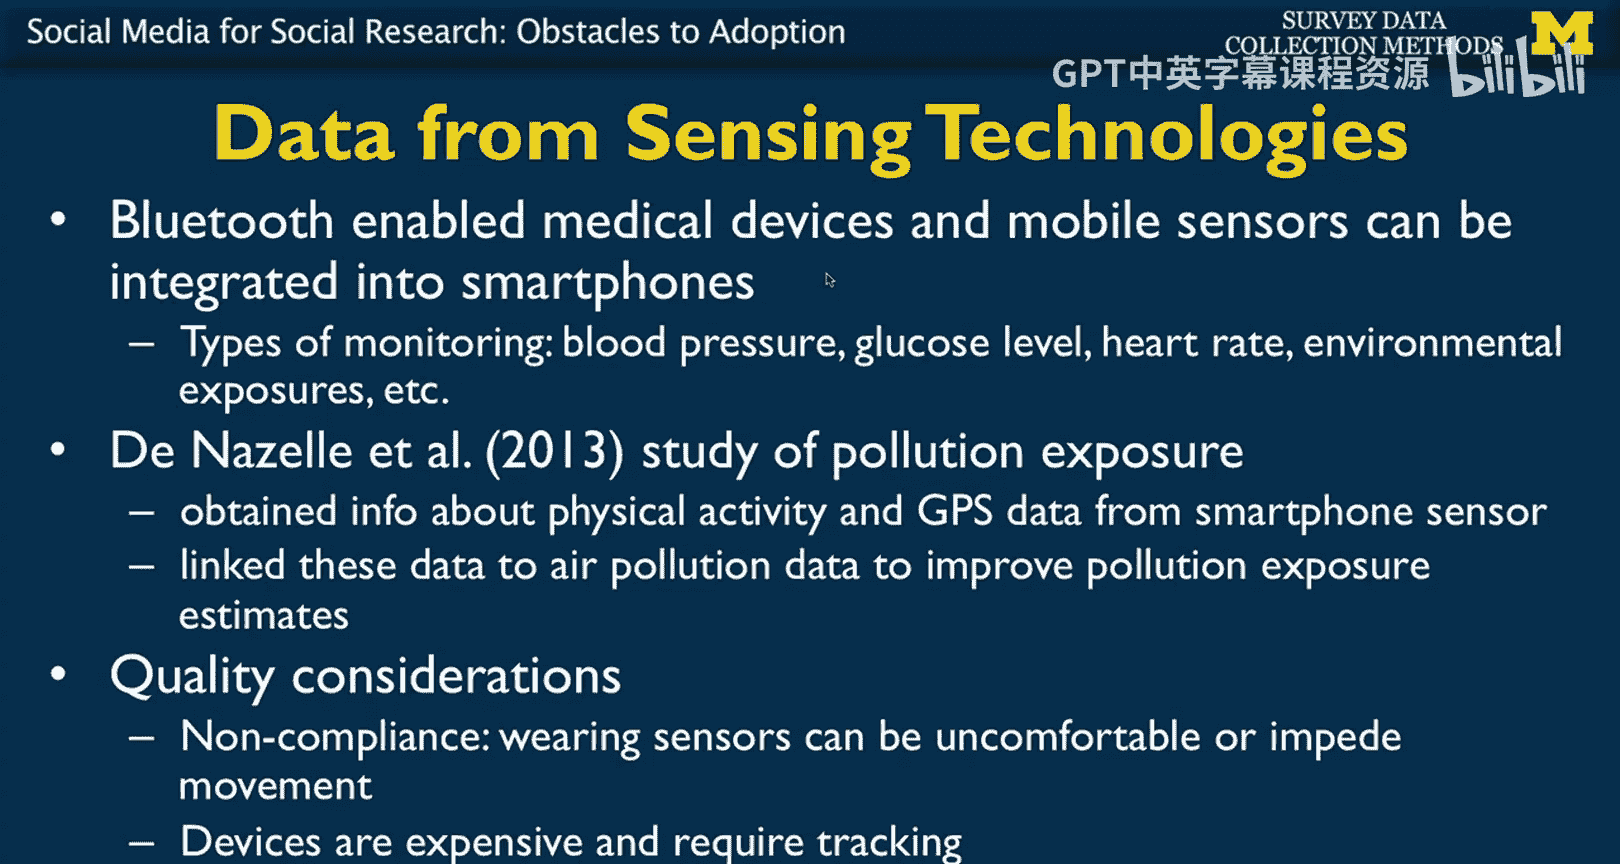 Social Media for Social Research: Obstacles to Adoption
SURVEY DATA
COLLECTION METHODS
M
GPT中英字幕课程资源
bilibili
Data from Sensing Technologies
• Bluetooth enabled medical devices and mobile sensors can be
integrated into smartphones
– Types of monitoring: blood pressure, glucose level, heart rate, environmental
exposures, etc.
• De Nazelle et al. (2013) study of pollution exposure
– obtained info about physical activity and GPS data from smartphone sensor
– linked these data to air pollution data to improve pollution exposure
estimates
• Quality considerations
– Non-compliance: wearing sensors can be uncomfortable or impede
movement
– Devices are expensive and require tracking